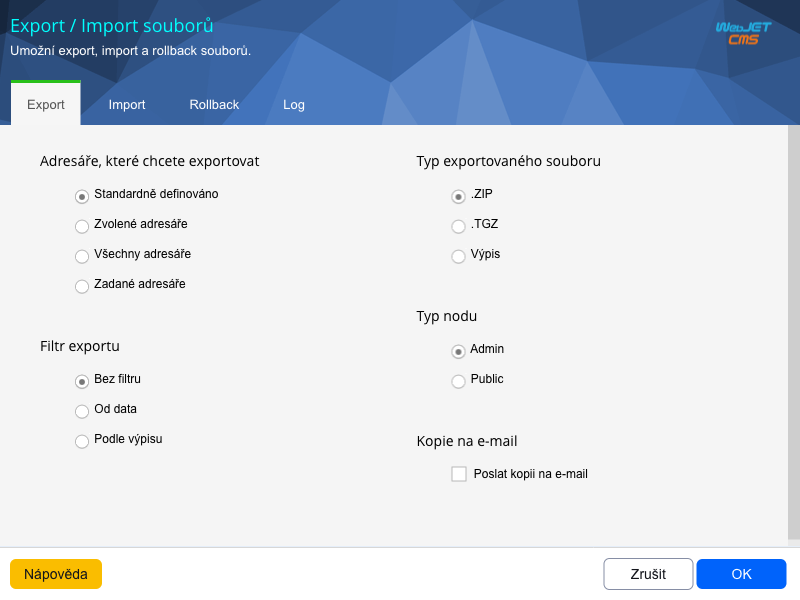 Export / Import souborů
Umožní export, import a rollback souborů.
WebJET
CMS
Export
Import
Rollback
Log
Adresáře, které chcete exportovat
Standardně definováno
Zvolené adresáře
Všechny adresáře
Zadané adresáře
Filtr exportu
Bez filtru
Od data
Podle výpisu
Typ exportovaného souboru
.ZIP
.TGZ
Výpis
Typ nodu
Admin
Public
Kopie na e-mail
Poslat kopii na e-mail
Nápověda
Zrušit
OK